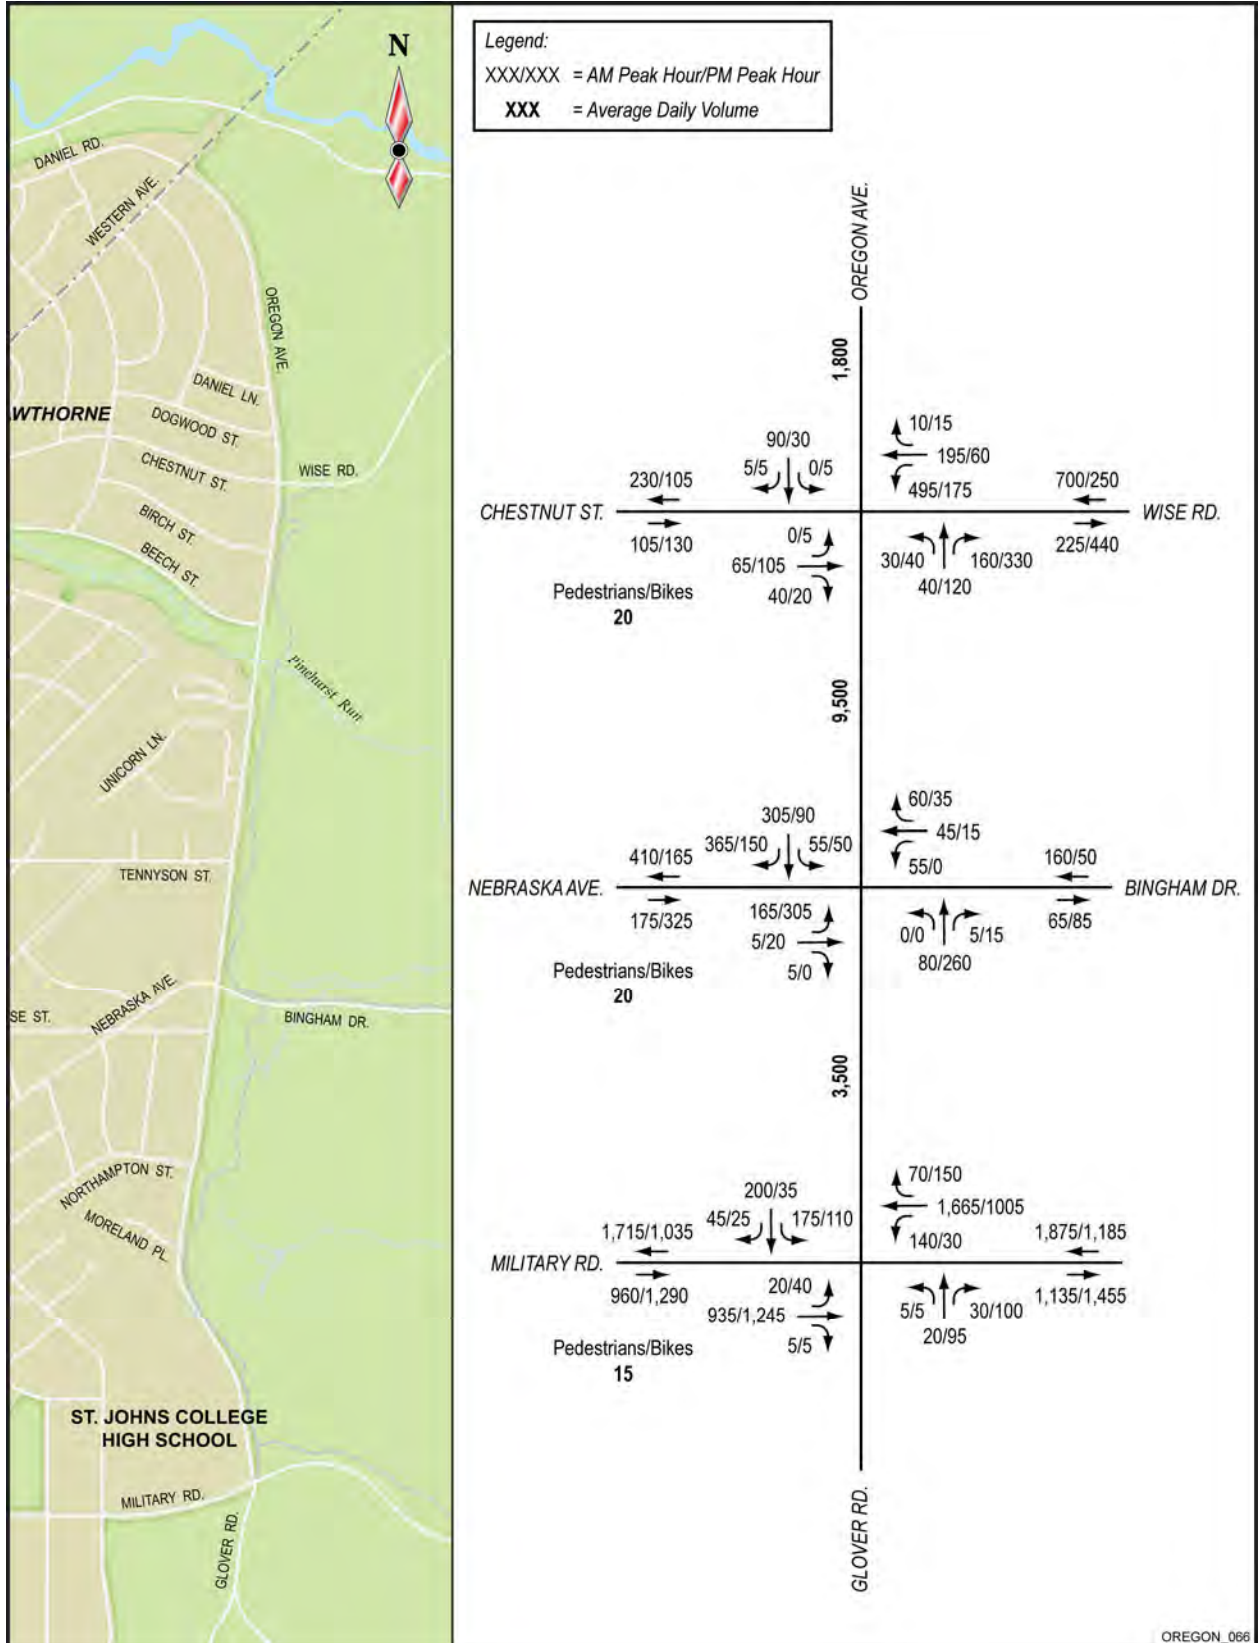 N
DANIEL RD.
WESTERN AVE.
OREGON AVE.
DANIEL LN.
WTHORNE
DOGWOOD ST.
CHESTNUT ST.
WISE RD.
BIRCH ST.
BEECH ST.
Pinehurst Run
UNICORN LN.
TENNYSON ST.
NEBRASKA AVE.
SE ST.
BINGHAM DR.
NORTHAMPTON ST.
MORELAND PL.
ST. JOHNS COLLEGE
HIGH SCHOOL
MILITARY RD.
GLOVER RD.
Legend:
XXX/XXX = AM Peak Hour/PM Peak Hour
XXX = Average Daily Volume
OREGON AVE.
1,800
10/15
90/30
5/5 0/5
195/60
230/105
495/175
700/250
CHESTNUT ST.
WISE RD.
105/130
0/5
225/440
65/105
30/40 160/330
40/20
40/120
Pedestrians/Bikes
20
9,500
60/35
305/90
45/15
365/150 55/50
410/165
55/0
160/50
NEBRASKA AVE.
BINGHAM DR.
175/325
165/305
65/85
5/20
0/0 5/15
5/0
80/260
Pedestrians/Bikes
20
3,500
70/150
200/35
1,665/1005
45/25 175/110
1,715/1,035
140/30
1,875/1,185
MILITARY RD.
960/1,290
20/40
1,135/1,455
935/1,245
5/5 30/100
5/5
20/95
Pedestrians/Bikes
15
GLOVER RD.
OREGON_066